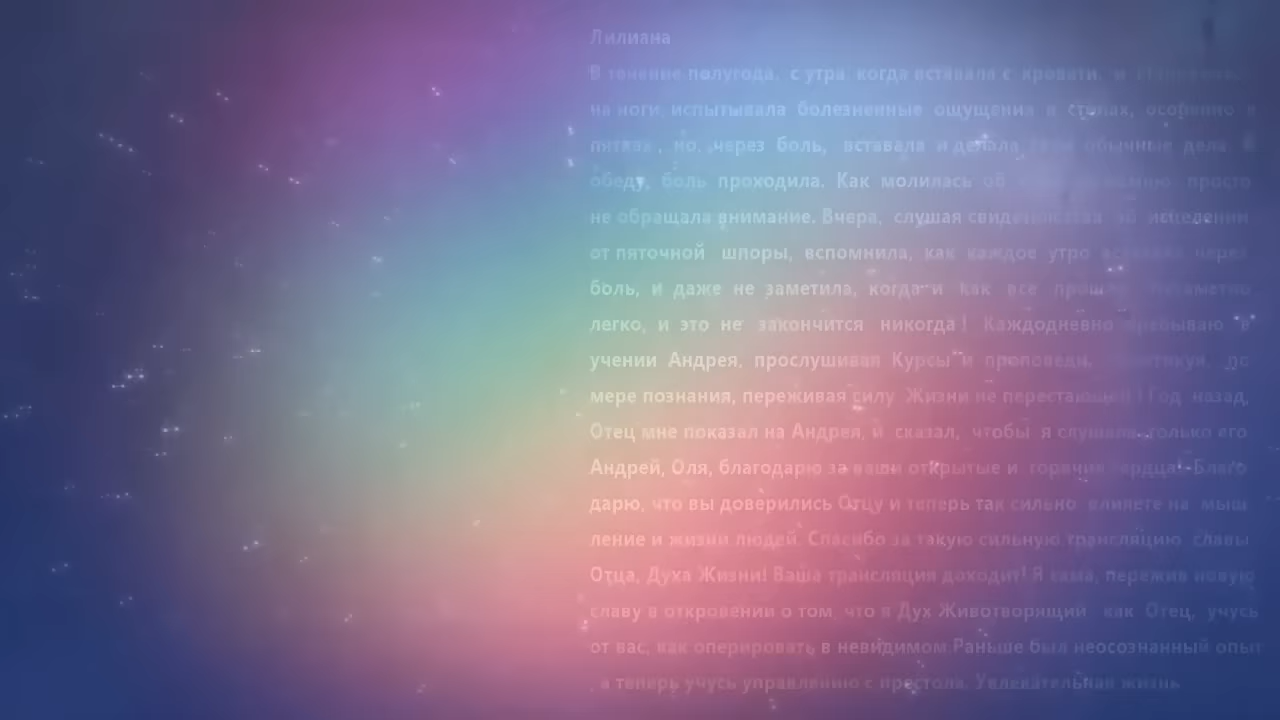 Лилиана
В течение полугода, с утра когда вставала с кровати, и становилась
на ноги, испытывала болезненные ощущения в стопах, особенно в
пятках, но, через боль, вставала и делала свои обычные дела. К
обеду, боль проходила. Как молилась об просто
не обращала внимание. Вчера, слушая свидетельства об исцелении
от пяточной шпоры, вспомнила, как каждое утро вставала через
боль, и даже не заметила, когда и как все прошло. Незаметно,
легко, и это не закончится никогда! Каждодневно пребываю в
учении Андрея, прослушивая Курсы и проповеди, практикуя, по
мере познания, переживая силу Жизни не перестающей! Год назад,
Отец мне показал на Андрея, и сказал, чтобы я слушала только его
Андрей, Оля, благодарю за ваши открытые и горячие сердца! Благо
дарю, что вы доверились Отцу и теперь так сильно влияете на мыш
ление и жизни людей. Спасибо за такую сильную трансляцию славы
Отца, Духа Жизни! Ваша трансляция доходит! Я сама, пережив новую
славу в откровении о том, что я Дух Животворящий как Отец, учусь
от вас, как оперировать в невидимом Раньше был неосознанный опыт
, а теперь учусь управлению с престола. Увлекательная жизнь